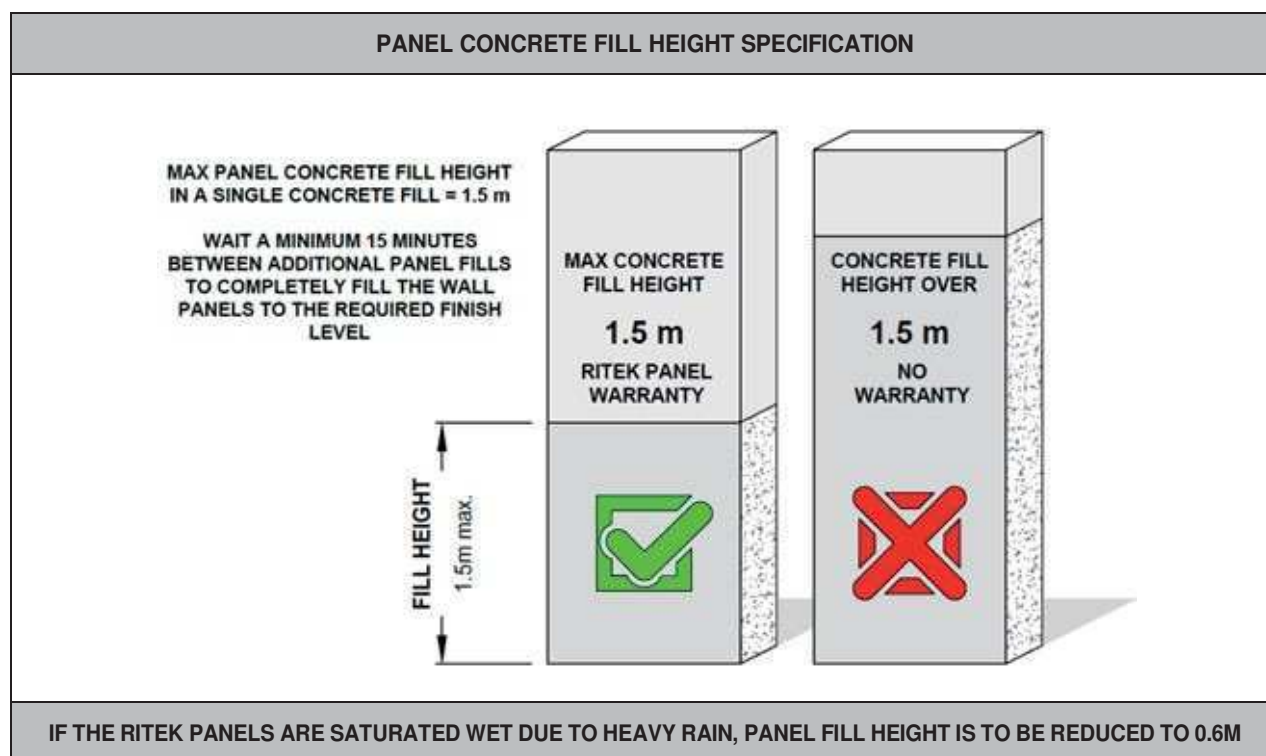 PANEL CONCRETE FILL HEIGHT SPECIFICATION
MAX PANEL CONCRETE FILL HEIGHT
IN A SINGLE CONCRETE FILL = 1.5 m
WAIT A MINIMUM 15 MINUTES
BETWEEN ADDITIONAL PANEL FILLS
TO COMPLETELY FILL THE WALL
PANELS TO THE REQUIRED FINISH
LEVEL
MAX CONCRETE
FILL HEIGHT
1.5 m
RITEK PANEL
WARRANTY
CONCRETE FILL
HEIGHT OVER
1.5 m
NO
WARRANTY
FILL HEIGHT
1.5m max.
IF THE RITEK PANELS ARE SATURATED WET DUE TO HEAVY RAIN, PANEL FILL HEIGHT IS TO BE REDUCED TO 0.6M